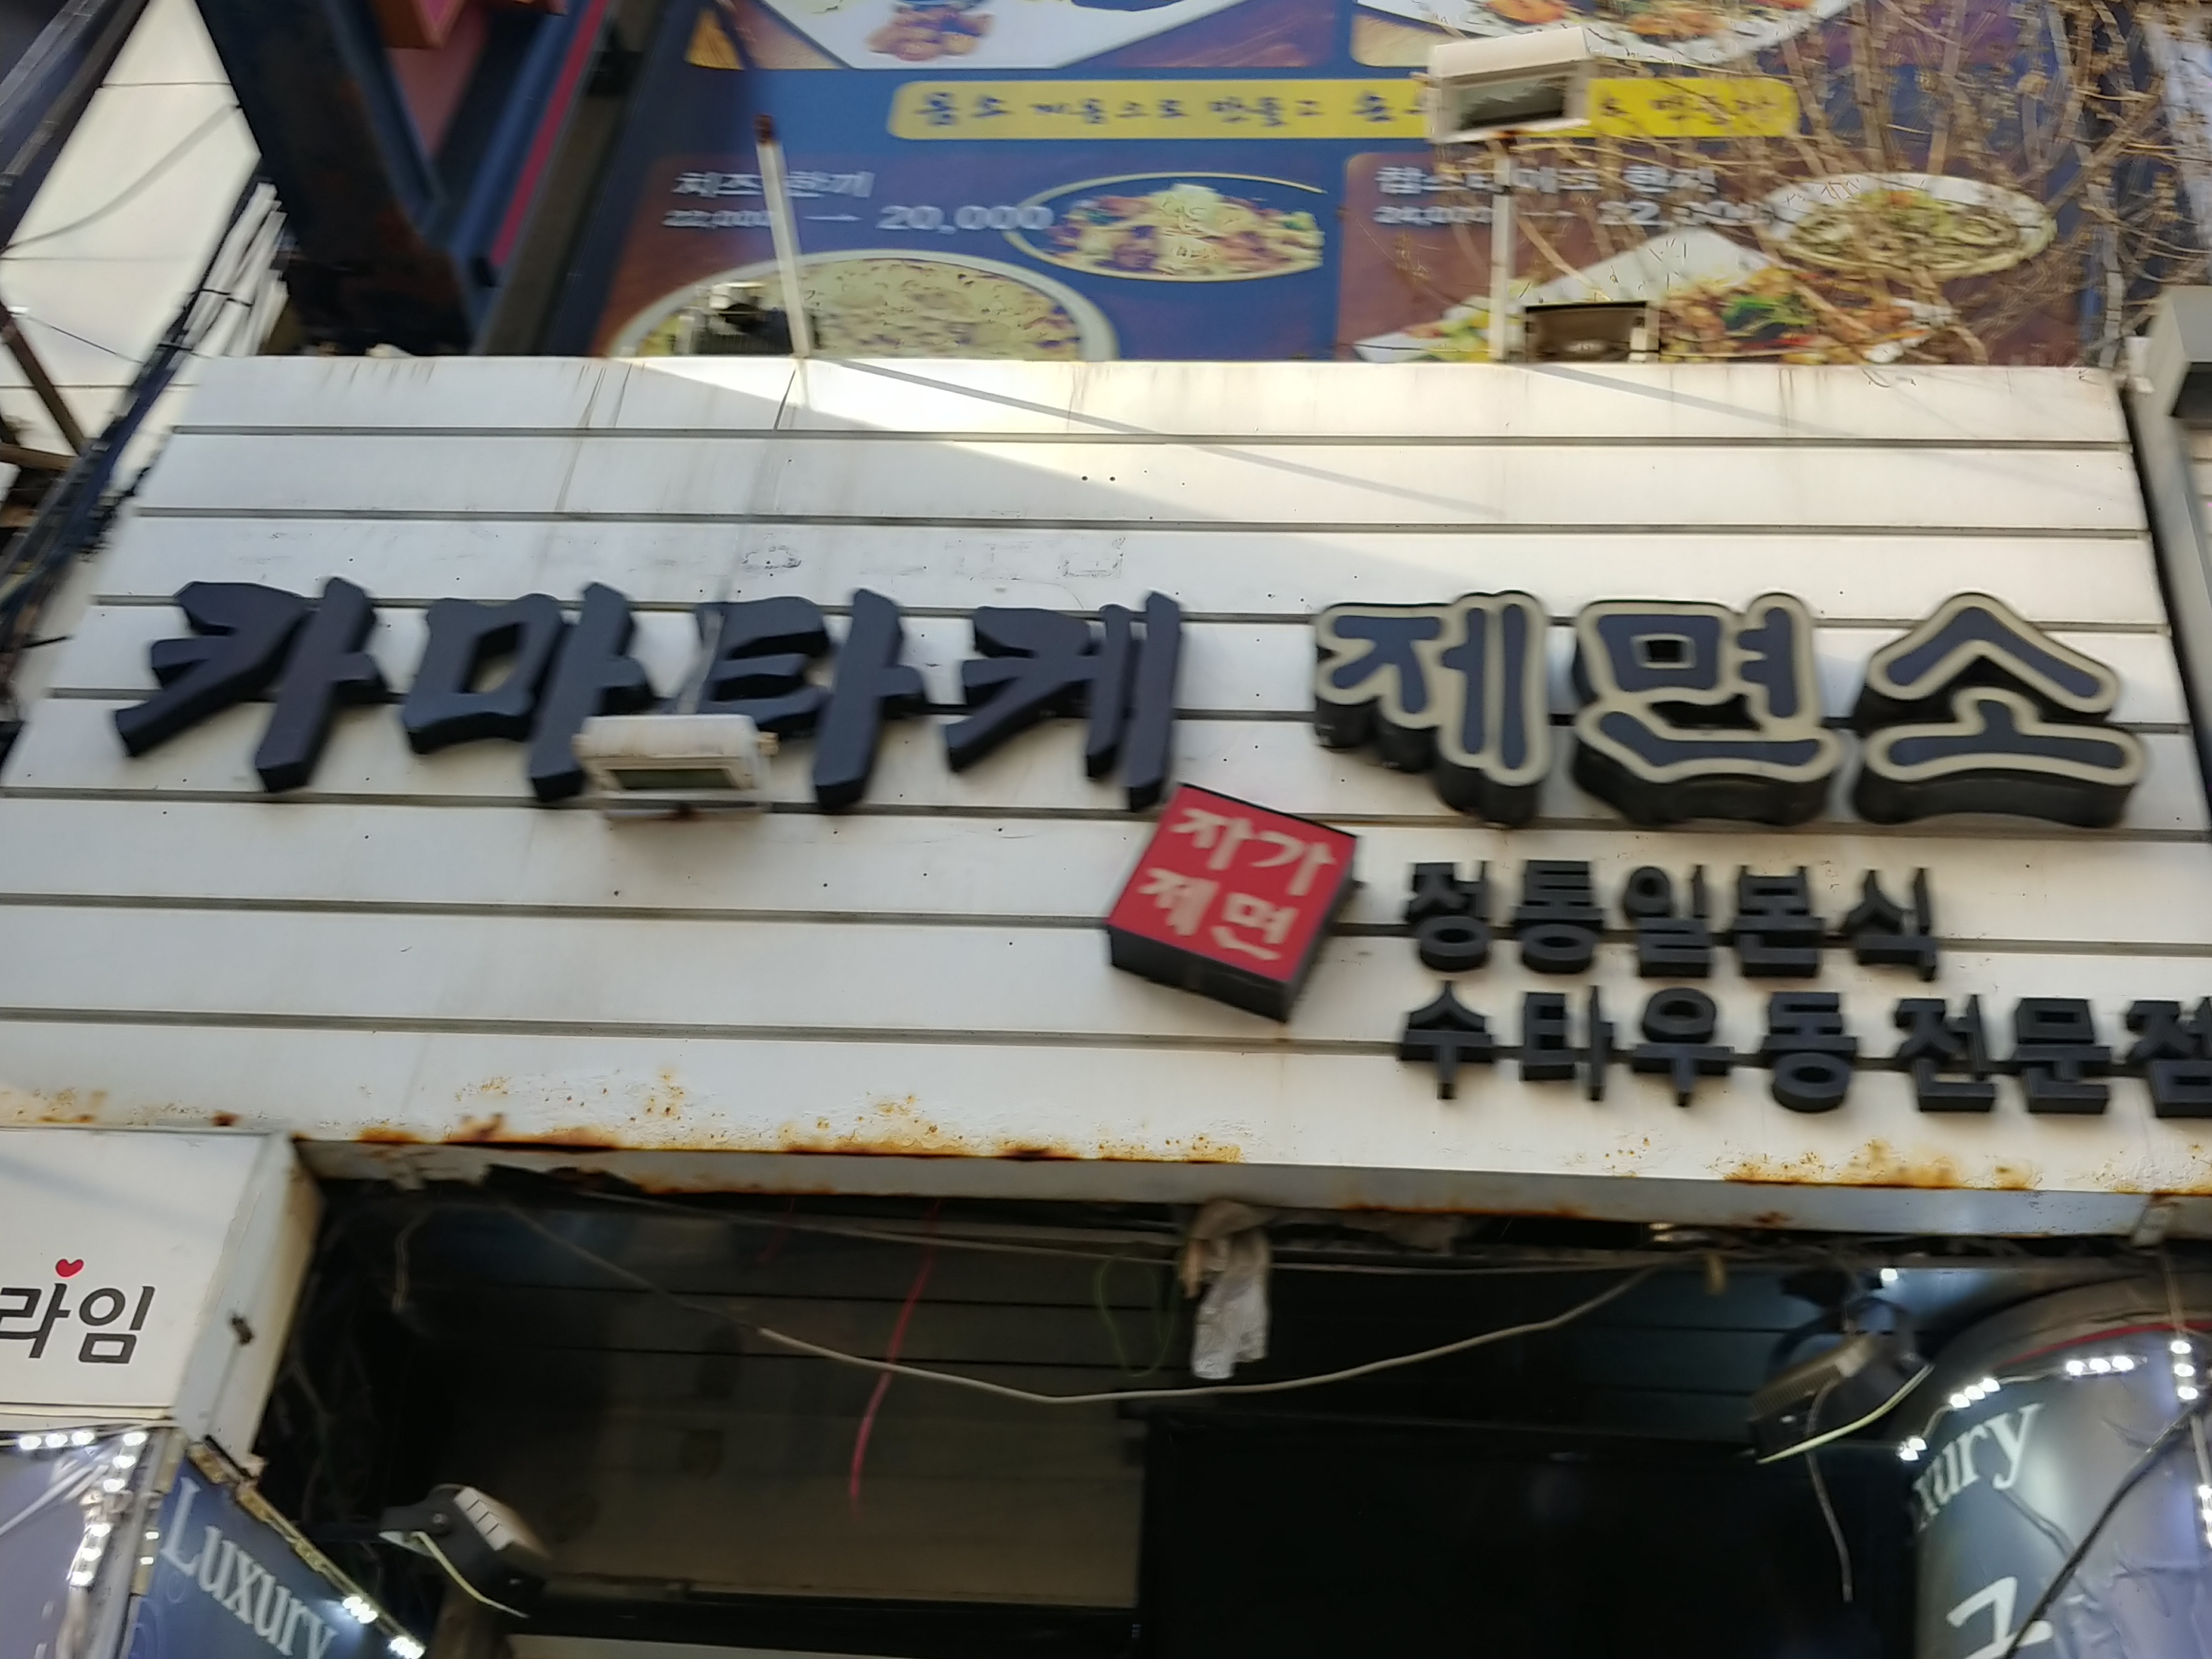 20,000
카마타케 제면소
자가
제면
정통일본식
수타우동 전문점
라임
Luxury